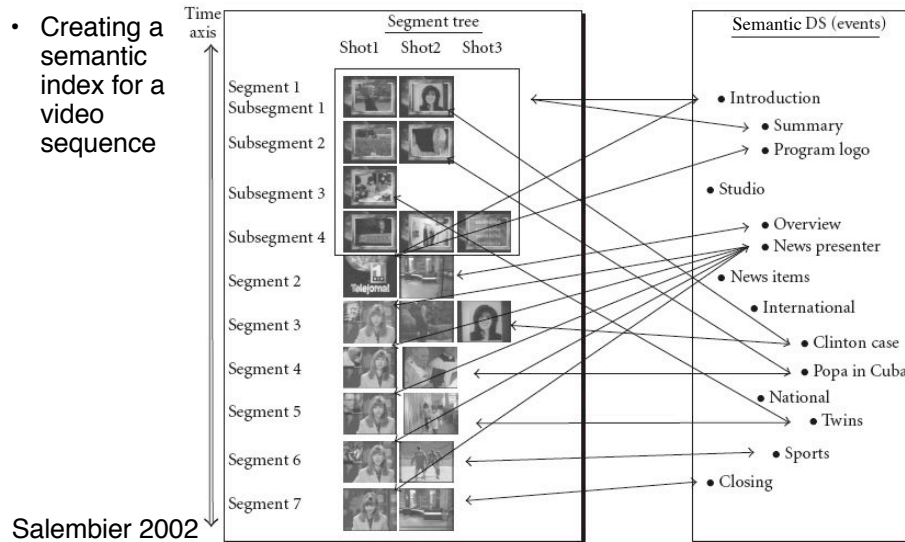 • Creating a
semantic
index for a
video
sequence
Time
axis
Segment tree
Shot1 Shot2 Shot3
Segment 1
Subsegment 1
Subsegment 2
Subsegment 3
Subsegment 4
Segment 2
Telejornal
Segment 3
Segment 4
Segment 5
Segment 6
Segment 7
Semantic DS (events)
• Introduction
• Summary
• Program logo
• Studio
• Overview
• News presenter
• News items
• International
• Clinton case
• Popa in Cuba
• National
• Twins
• Sports
• Closing
Salembier 2002